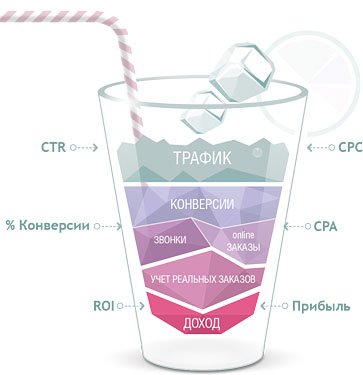 CTR
ТРАФИК
CPC
КОНВЕРСИИ
% Конверсии
ЗВОНКИ
online
ЗАКАЗЫ
CPA
УЧЕТ РЕАЛЬНЫХ ЗАКАЗОВ
ROI
Прибыль
ДОХОД